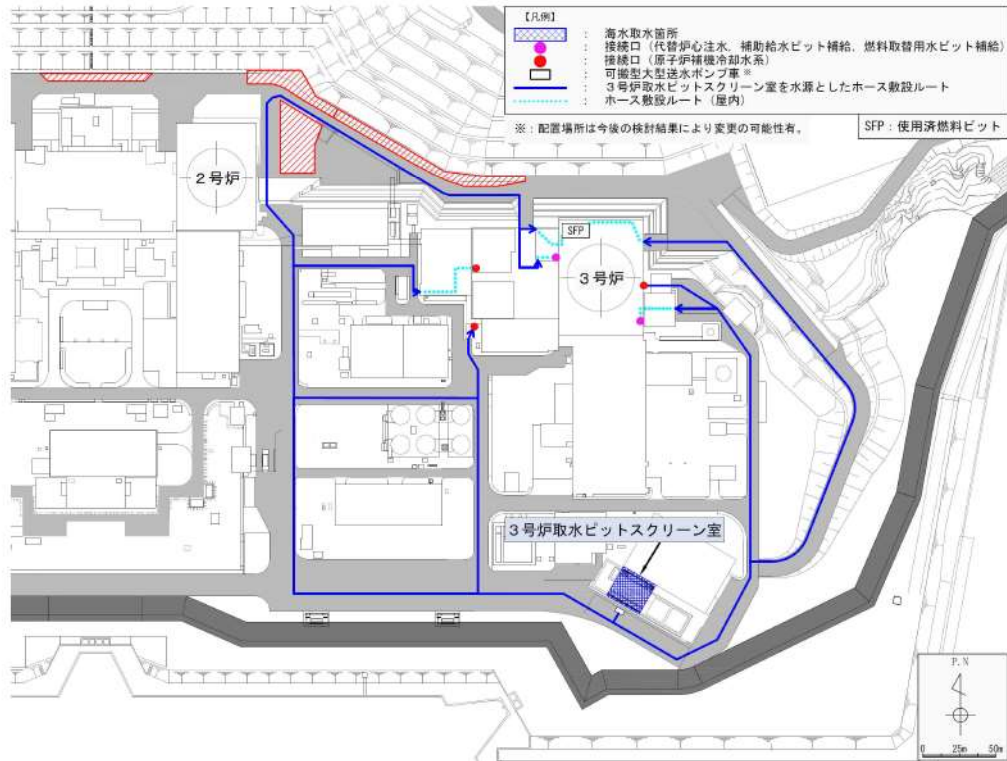 【凡例】
： 海水取水箇所
： 接続口（代替炉心注水，補助給水ピット補給，燃料取替用水ピット補給）
： 接続口（原子炉補機冷却水系）
： 可搬型大型送水ポンプ車※
： ３号炉取水ピットスクリーン室を水源としたホース敷設ルート
： ホース敷設ルート（屋内）
※：配置場所は今後の検討結果により変更の可能性有。
SFP：使用済燃料ピット
２号炉
SFP
３号炉
３号炉取水ピットスクリーン室
P.N
0 25m 50m